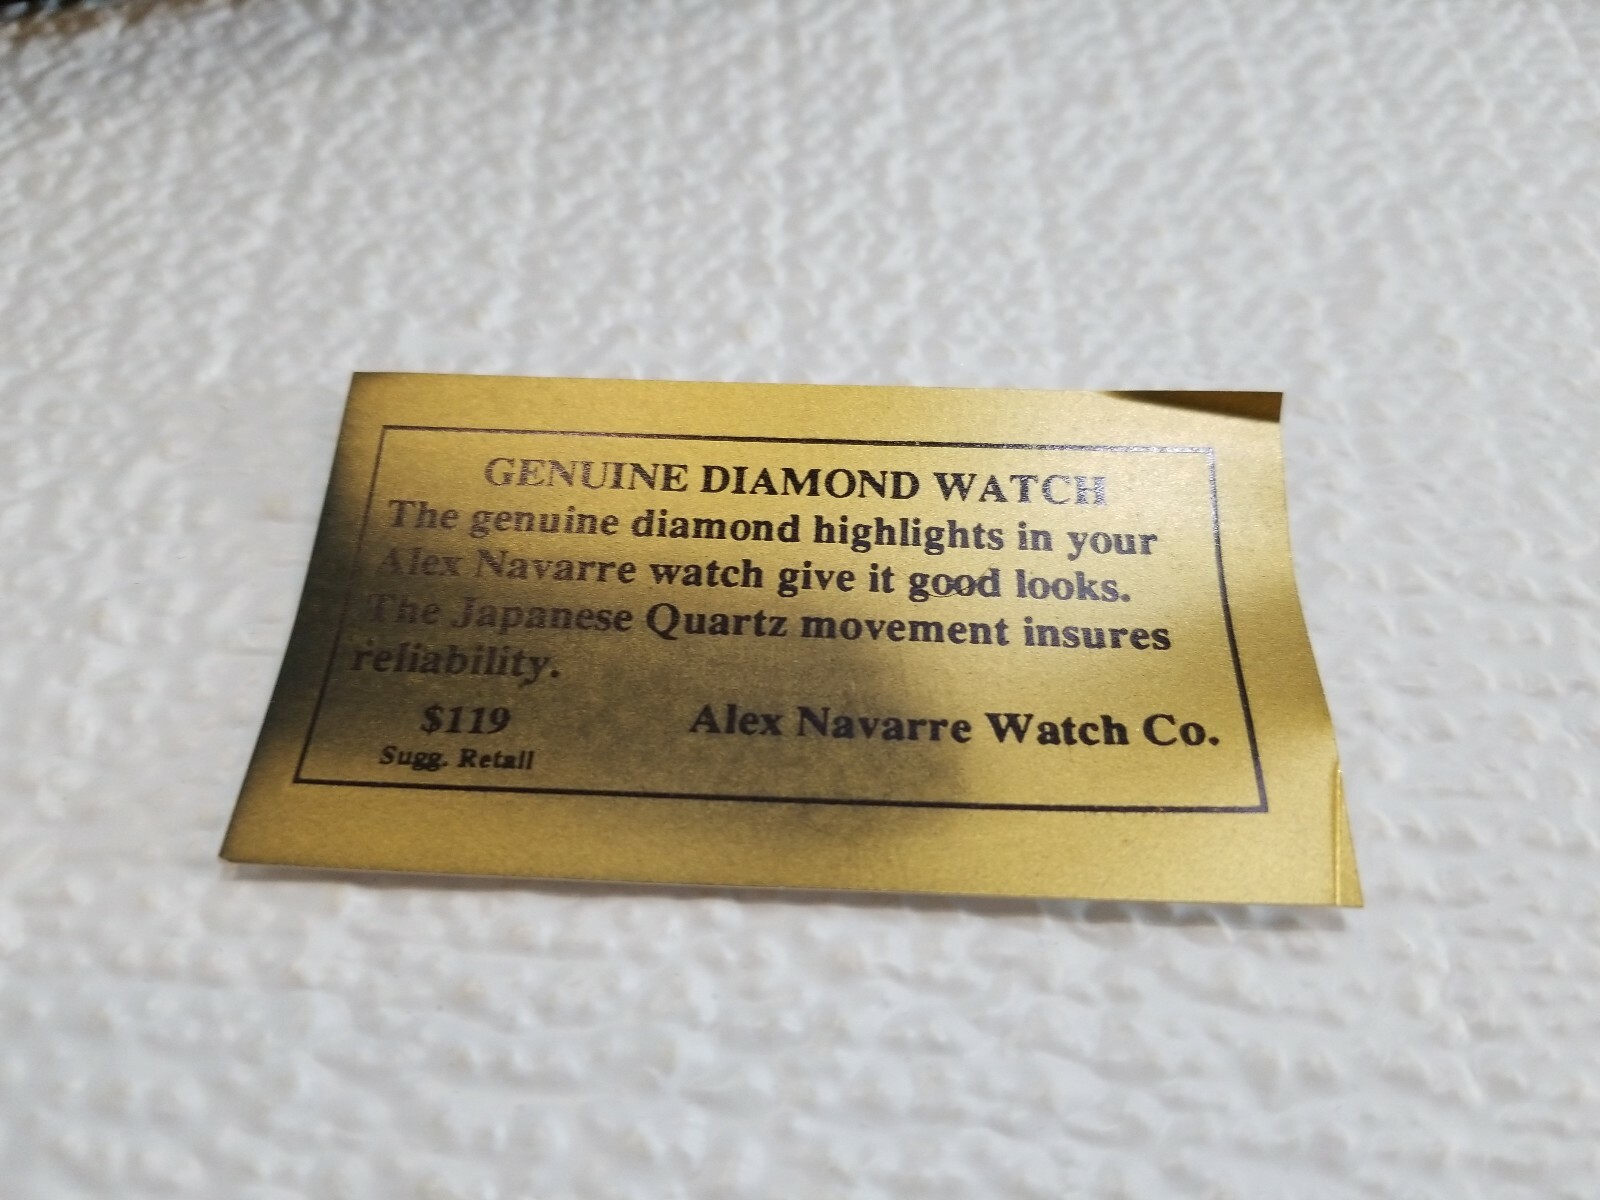 GENUINE DIAMOND WATCH
The genuine diamond highlights in your
Alex Navarre watch give it good looks.
The Japanese Quartz movement insures
reliability.
$119
Sugg. Retail
Alex Navarre Watch Co.